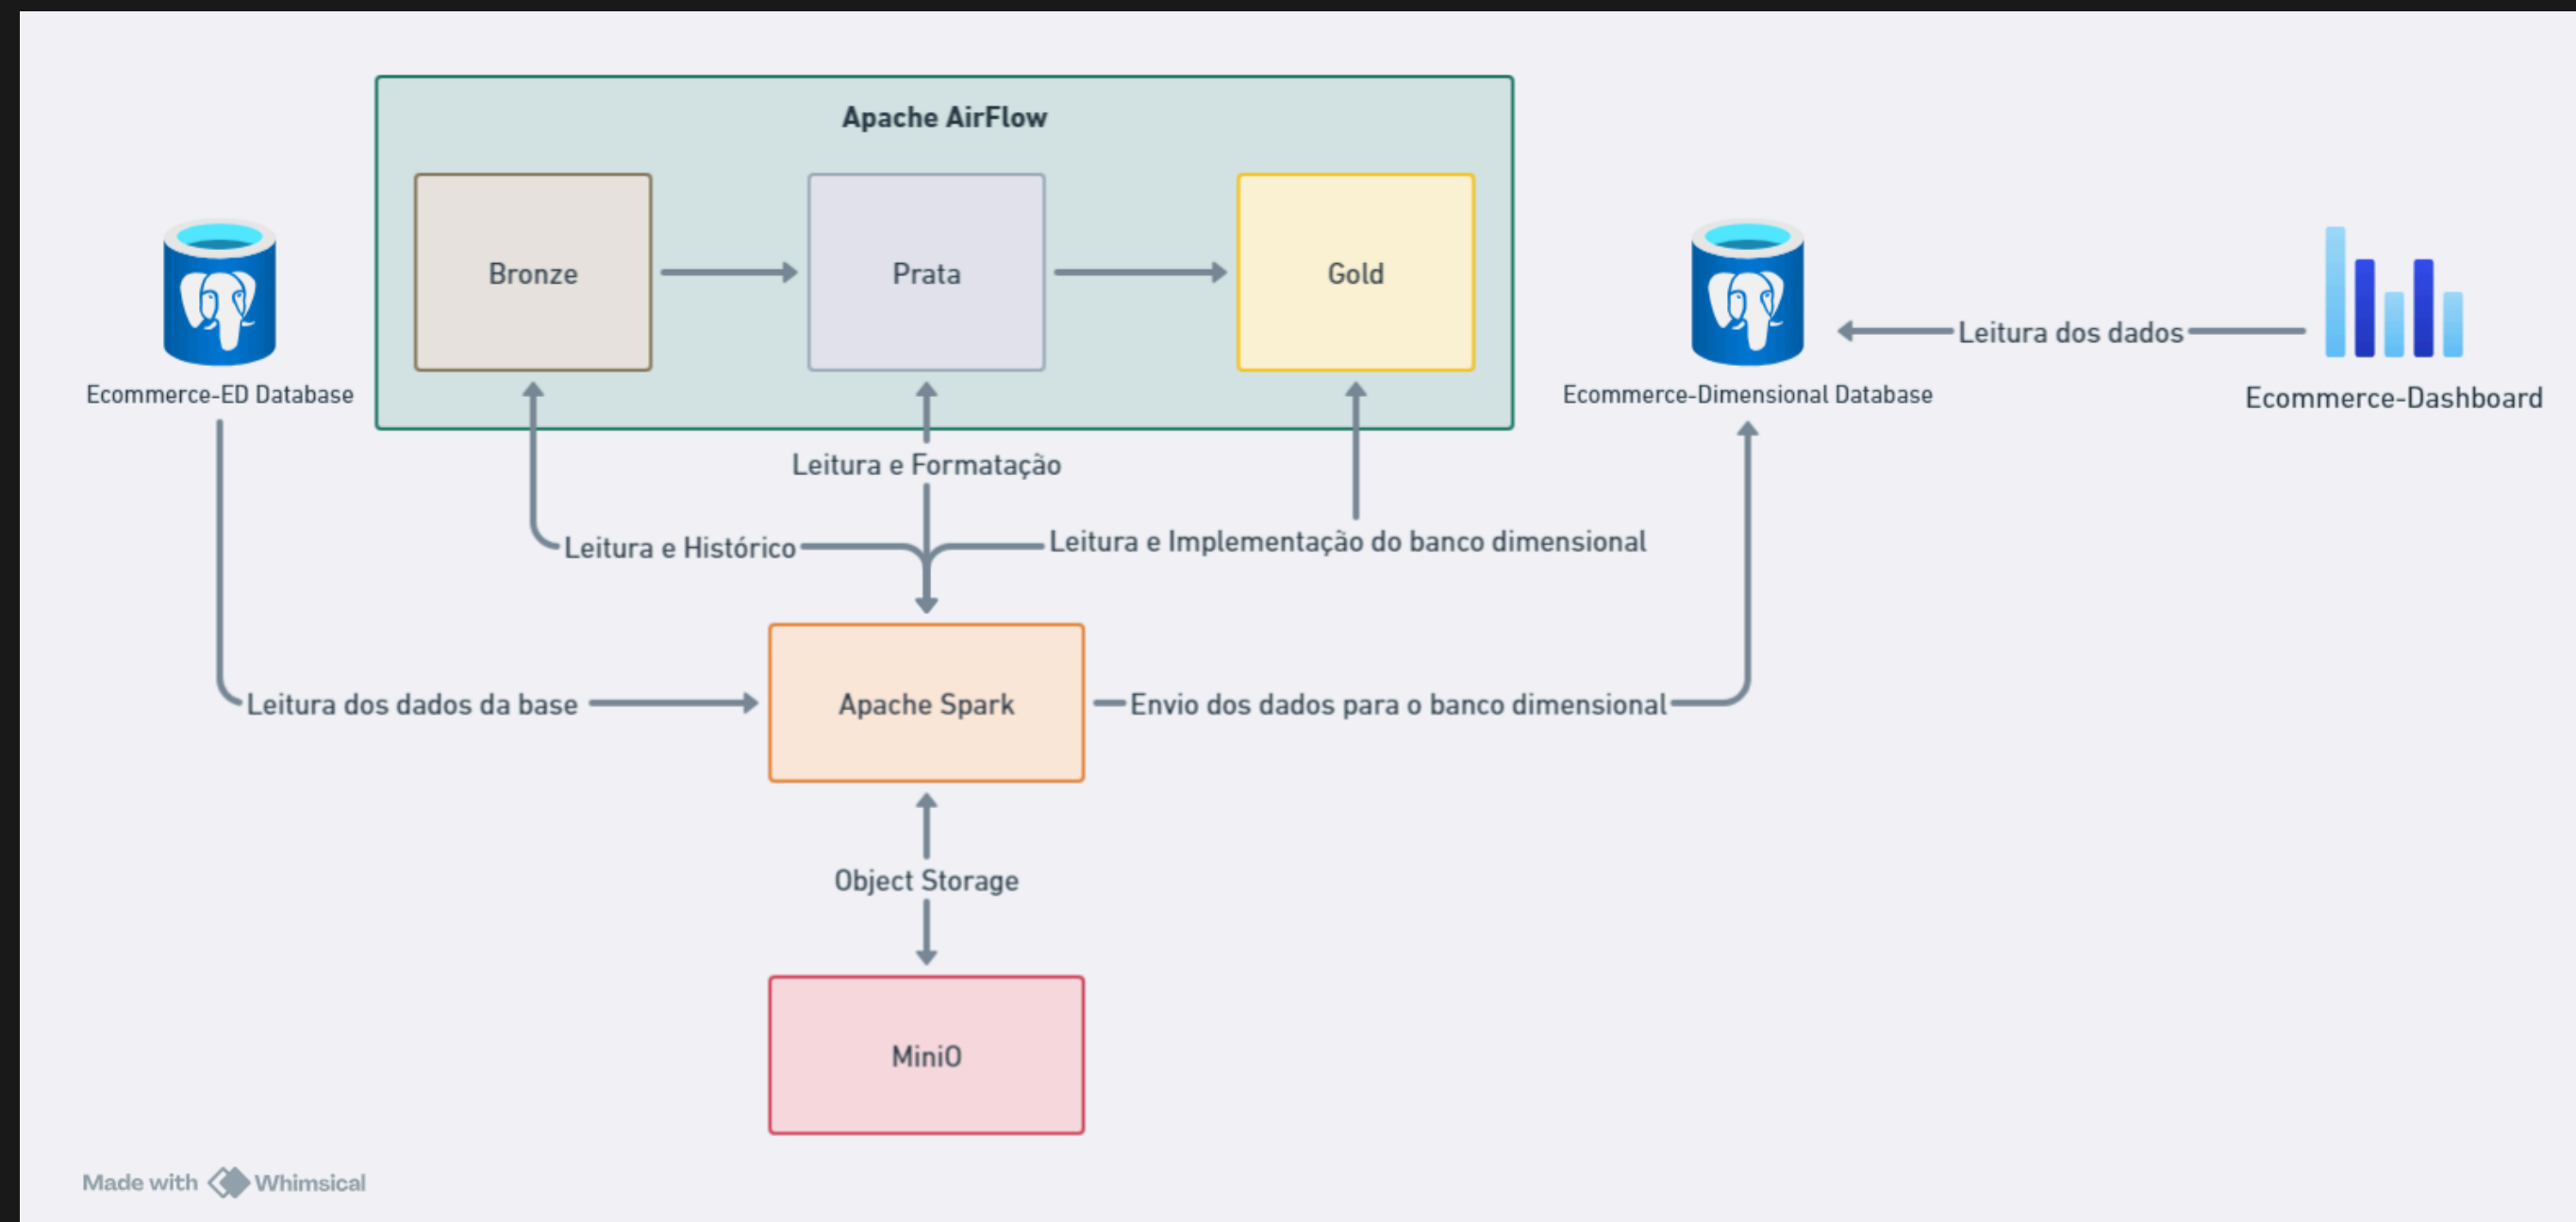 Apache AirFlow
Bronze
Prata
Gold
Ecommerce-ED Database
Ecommerce-Dimensional Database
Leitura dos dados
Ecommerce-Dashboard
Leitura e Formatação
Leitura e Histórico
Leitura e Implementação do banco dimensional
Leitura dos dados da base
Apache Spark
Envio dos dados para o banco dimensional
Object Storage
MiniO
Made with Whimsical